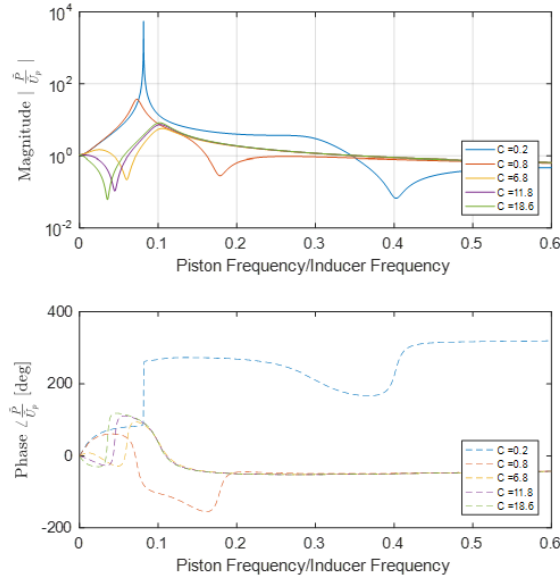 10^4
10^2
10^0
10^-2
Magnitude | P̂/Û_p |
0 0.1 0.2 0.3 0.4 0.5 0.6
Piston Frequency/Inducer Frequency
C =0.2
C =0.8
C =6.8
C =11.8
C =18.6
400
200
0
-200
Phase ∠P̂/Û_p [deg]
0 0.1 0.2 0.3 0.4 0.5 0.6
Piston Frequency/Inducer Frequency
C =0.2
C =0.8
C =6.8
C =11.8
C =18.6